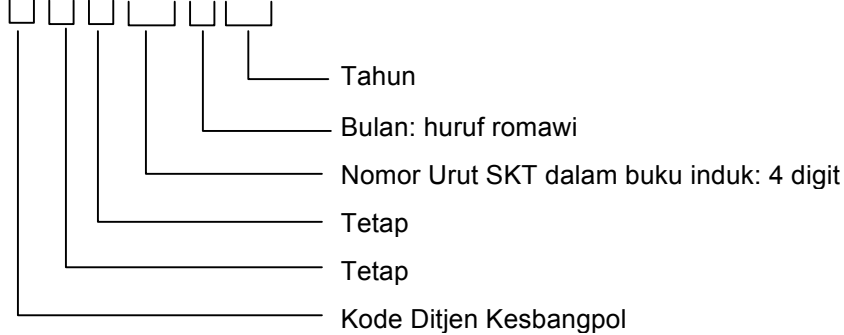 Tahun
Bulan: huruf romawi
Nomor Urut SKT dalam buku induk: 4 digit
Tetap
Tetap
Kode Ditjen Kesbangpol